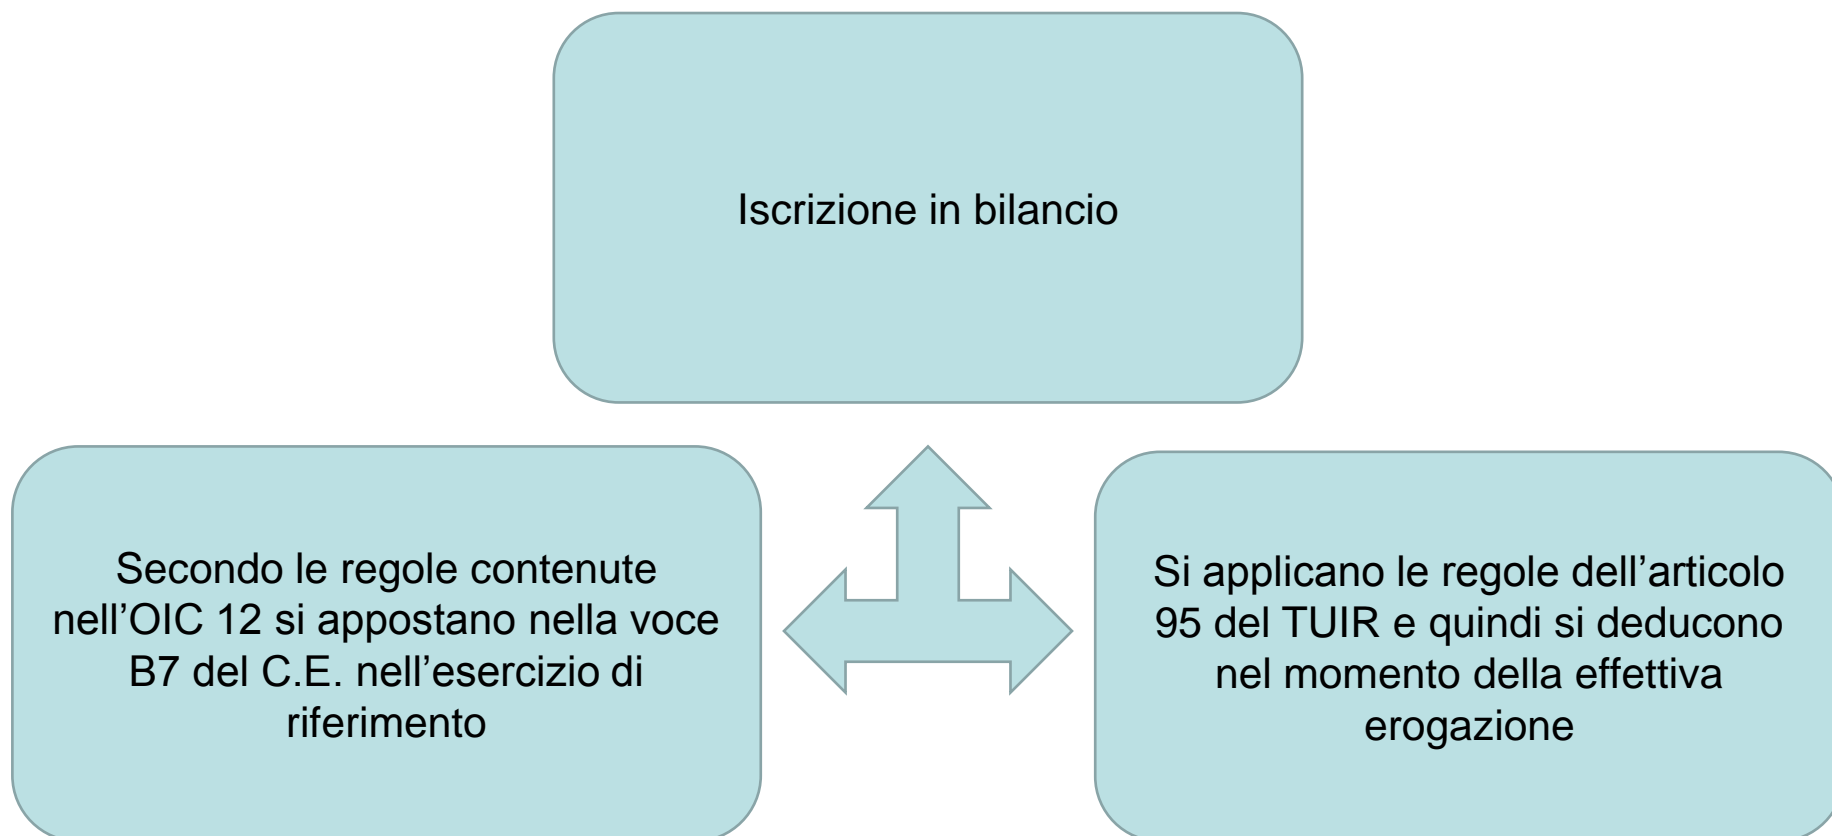 Iscrizione in bilancio
Secondo le regole contenute
nell’OIC 12 si appostano nella voce
B7 del C.E. nell’esercizio di
riferimento
Si applicano le regole dell’articolo
95 del TUIR e quindi si deducono
nel momento della effettiva
erogazione